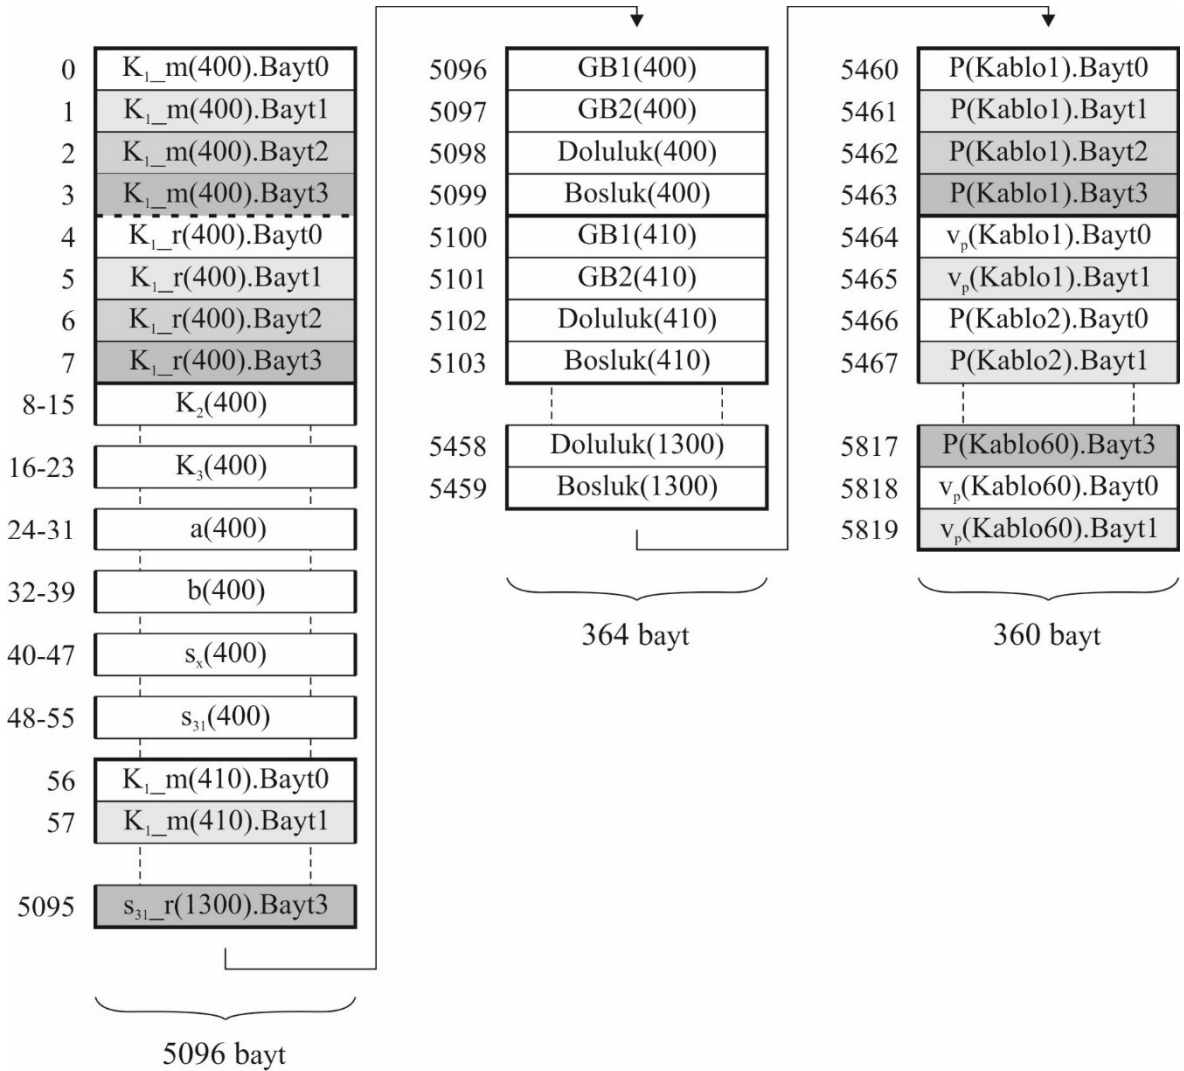 0 K₁_m(400).Bayt0
1 K₁_m(400).Bayt1
2 K₁_m(400).Bayt2
3 K₁_m(400).Bayt3
4 K₁_r(400).Bayt0
5 K₁_r(400).Bayt1
6 K₁_r(400).Bayt2
7 K₁_r(400).Bayt3
8-15 K₂(400)
16-23 K₃(400)
24-31 a(400)
32-39 b(400)
40-47 sₓ(400)
48-55 s₃₁(400)
56 K₁_m(410).Bayt0
57 K₁_m(410).Bayt1
5095 s₃₁_r(1300).Bayt3
5096 bayt
5096 GB1(400)
5097 GB2(400)
5098 Doluluk(400)
5099 Bosluk(400)
5100 GB1(410)
5101 GB2(410)
5102 Doluluk(410)
5103 Bosluk(410)
5458 Doluluk(1300)
5459 Bosluk(1300)
364 bayt
5460 P(Kablo1).Bayt0
5461 P(Kablo1).Bayt1
5462 P(Kablo1).Bayt2
5463 P(Kablo1).Bayt3
5464 vₚ(Kablo1).Bayt0
5465 vₚ(Kablo1).Bayt1
5466 P(Kablo2).Bayt0
5467 P(Kablo2).Bayt1
5817 P(Kablo60).Bayt3
5818 vₚ(Kablo60).Bayt0
5819 vₚ(Kablo60).Bayt1
360 bayt